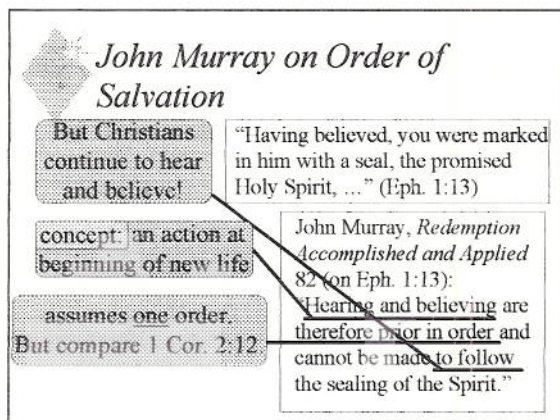 John Murray on Order of
Salvation
But Christians
continue to hear
and believe!
"Having believed, you were marked
in him with a seal, the promised
Holy Spirit, ..." (Eph. 1:13)
concept: an action at
beginning of new life
assumes one order.
But compare 1 Cor. 2:12.
John Murray, Redemption
Accomplished and Applied
82 (on Eph. 1:13):
"Hearing and believing are
therefore prior in order and
cannot be made to follow
the sealing of the Spirit."